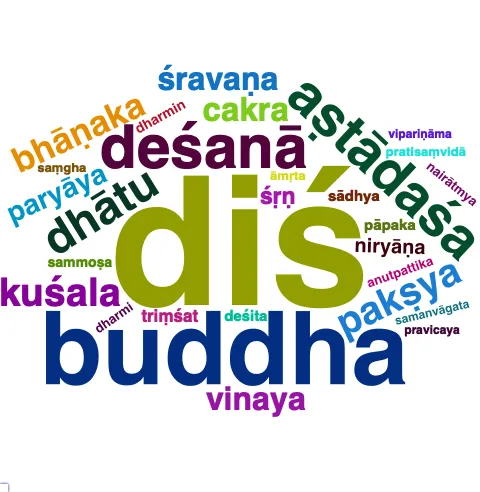 śravaṇa
bhāṇaka
dharmin
cakra
aṣṭādaśa
vipariṇāma
deśanā
pratisaṃvidā
saṃgha
nairātmya
paryāya
dhātu
āmṛta
śṛṇ
sādhya
diś
pāpaka
niryāṇa
sammoṣa
anutpattika
kuśala
pakṣya
dharmi
triṃśat
deśita
samanvāgata
pravicaya
buddha
vinaya